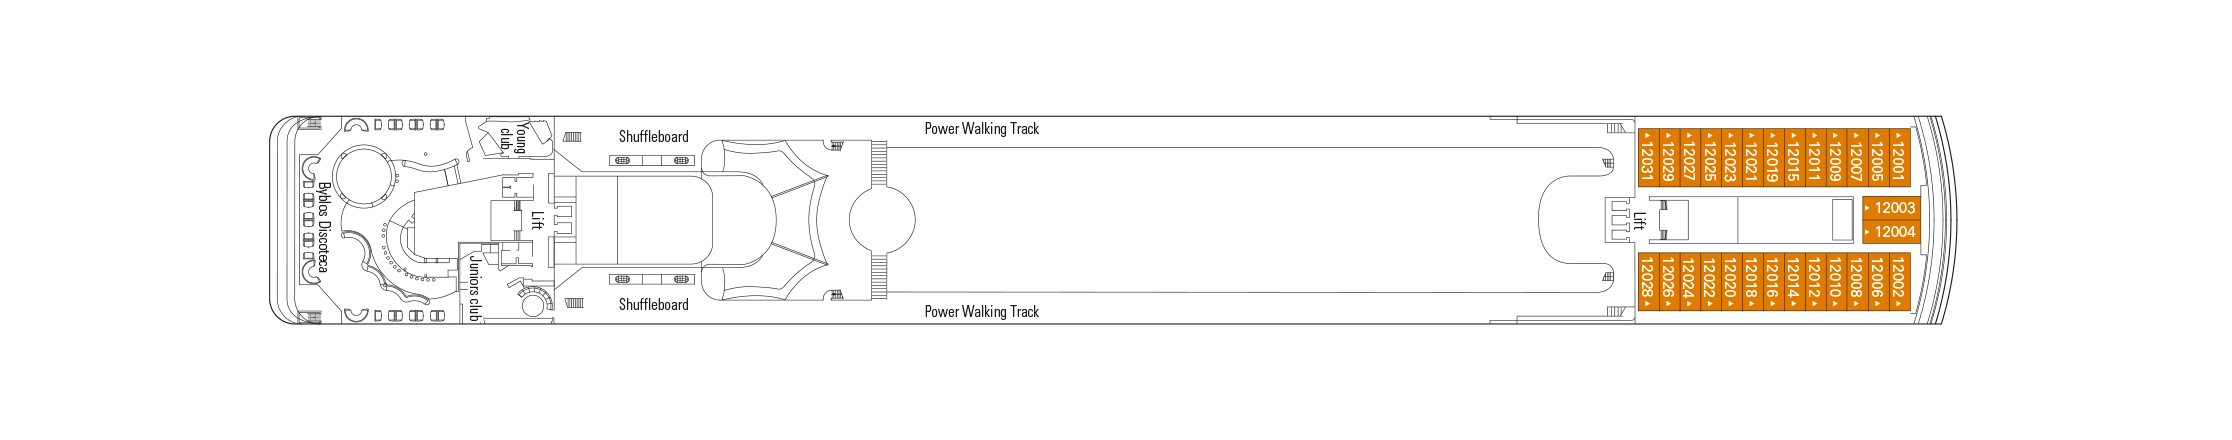 Young
club
Shuffleboard
Power Walking Track
Byblos Discoteca
Lift
Juniors club
Shuffleboard
Power Walking Track
Lift
12031
12029
12027
12025
12023
12021
12019
12015
12011
12009
12007
12005
12001
12003
12004
12028
12026
12024
12022
12020
12018
12016
12014
12012
12010
12008
12006
12002